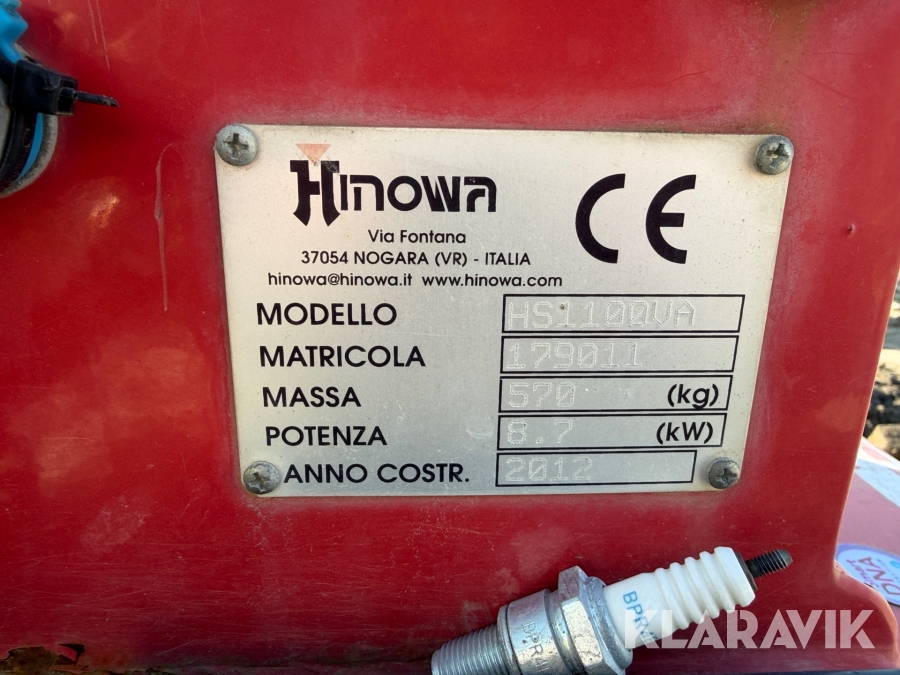 HINOWA
CE
Via Fontana
37054 NOGARA (VR) - ITALIA
hinowa@hinowa.it www.hinowa.com
MODELLO HS1100VA
MATRICOLA 179011
MASSA 570 (kg)
POTENZA 8.7 (kW)
ANNO COSTR. 2012
KLARAVIK